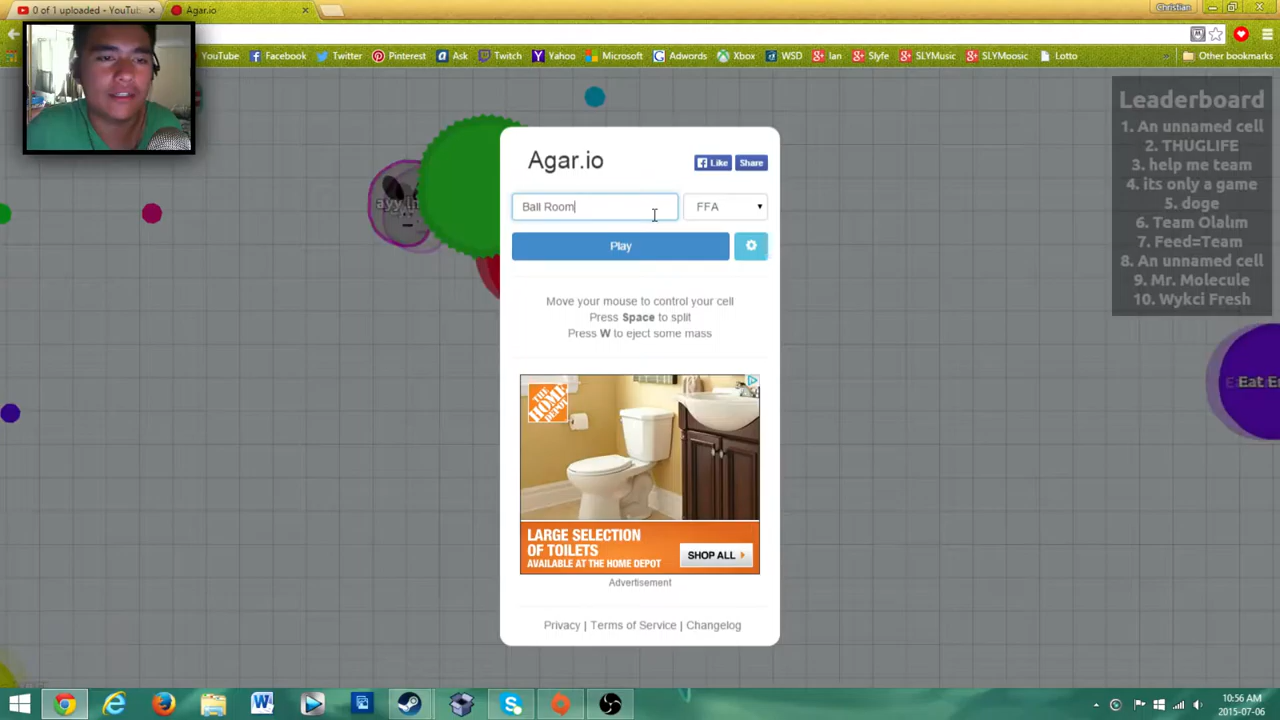 0 of 1 uploaded - YouTub
Agar.io
Christian
YouTube
Facebook
Twitter
Pinterest
Ask
Twitch
Yahoo
Microsoft
Adwords
Xbox
WSD
Ian
Slyfe
SLYMusic
SLYMoosic
Lotto
»
Other bookmarks
Leaderboard
1. An unnamed cell
2. THUGLIFE
3. help me team
4. its only a game
5. doge
6. Team Olalım
7. Feed=Team
8. An unnamed cell
9. Mr. Molecule
10. Wykci Fresh
Agar.io
Like
Share
ayy
Ball Room
FFA
Play
Move your mouse to control your cell
Press Space to split
Press W to eject some mass
Eat
THE HOME DEPOT
LARGE SELECTION
OF TOILETS
AVAILABLE AT THE HOME DEPOT
SHOP ALL
Advertisement
Privacy | Terms of Service | Changelog
10:56 AM
2015-07-06